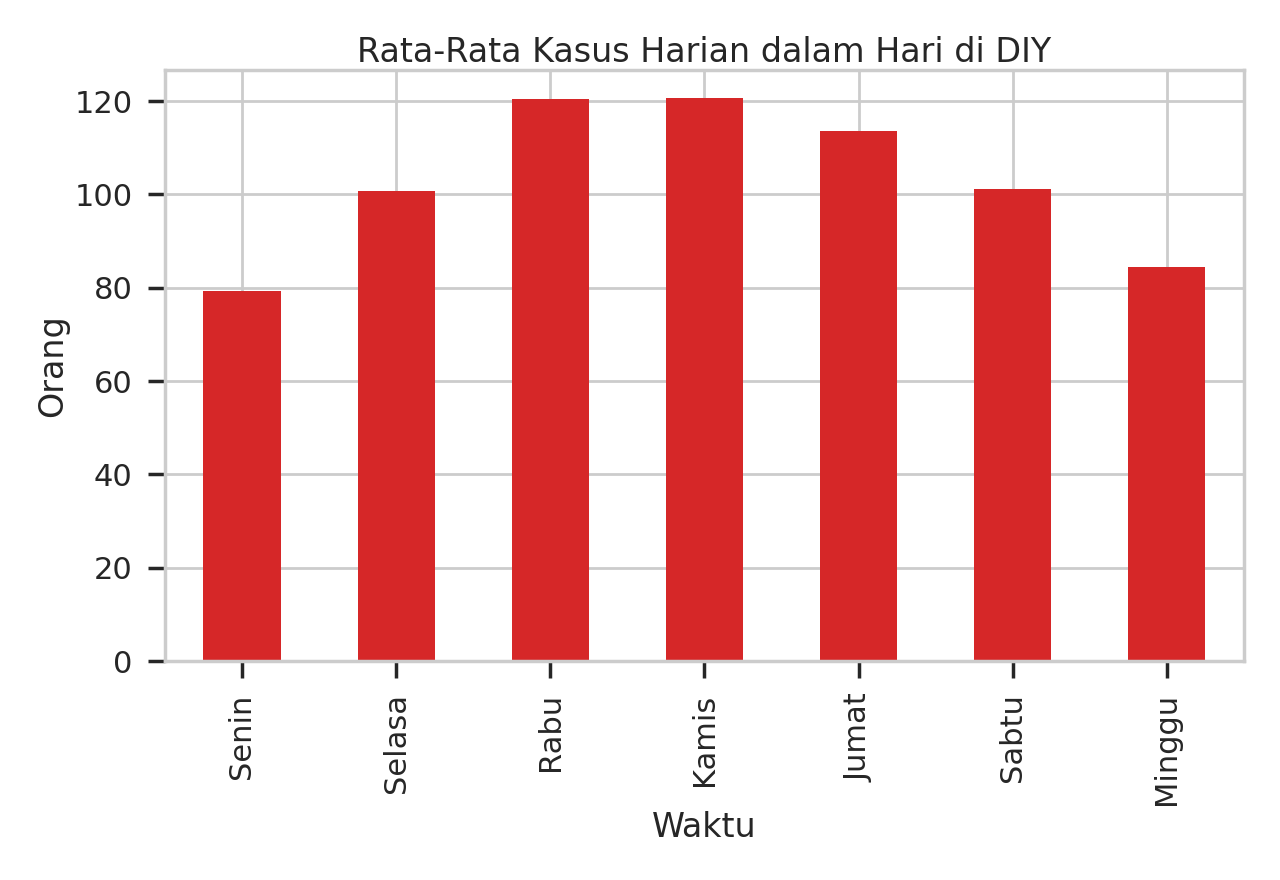 Rata-Rata Kasus Harian dalam Hari di DIY
120
100
80
60
40
20
0
Orang
Senin
Selasa
Rabu
Kamis
Jumat
Sabtu
Minggu
Waktu